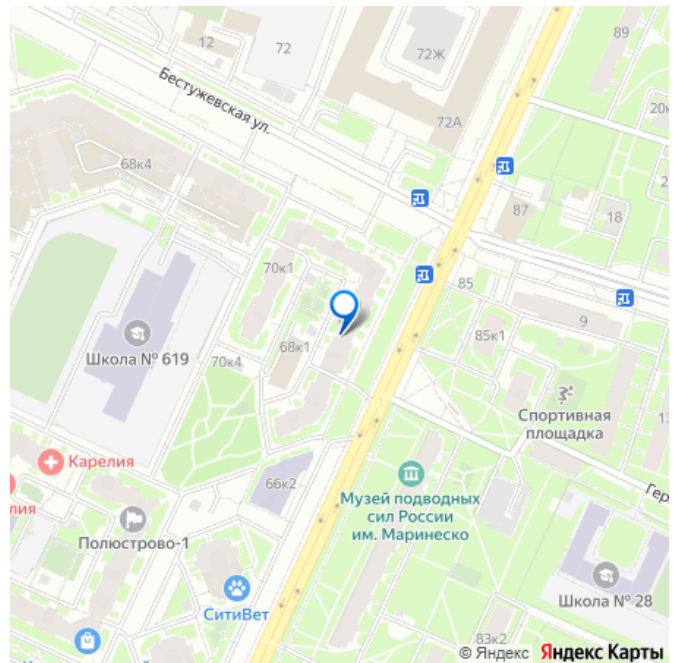 89
12
72
72Ж
20к
Бестужевская ул.
72А
68к4
87
18
70к1
85
9
Школа № 619
70к4
68к1
85к1
Спортивная
площадка
13
Карелия
66к2
Гер
лия
Музей подводных
сил России
им. Маринеско
Полюстрово-1
СитиВет
Школа № 28
83к2
© Яндекс Яндекс Карты